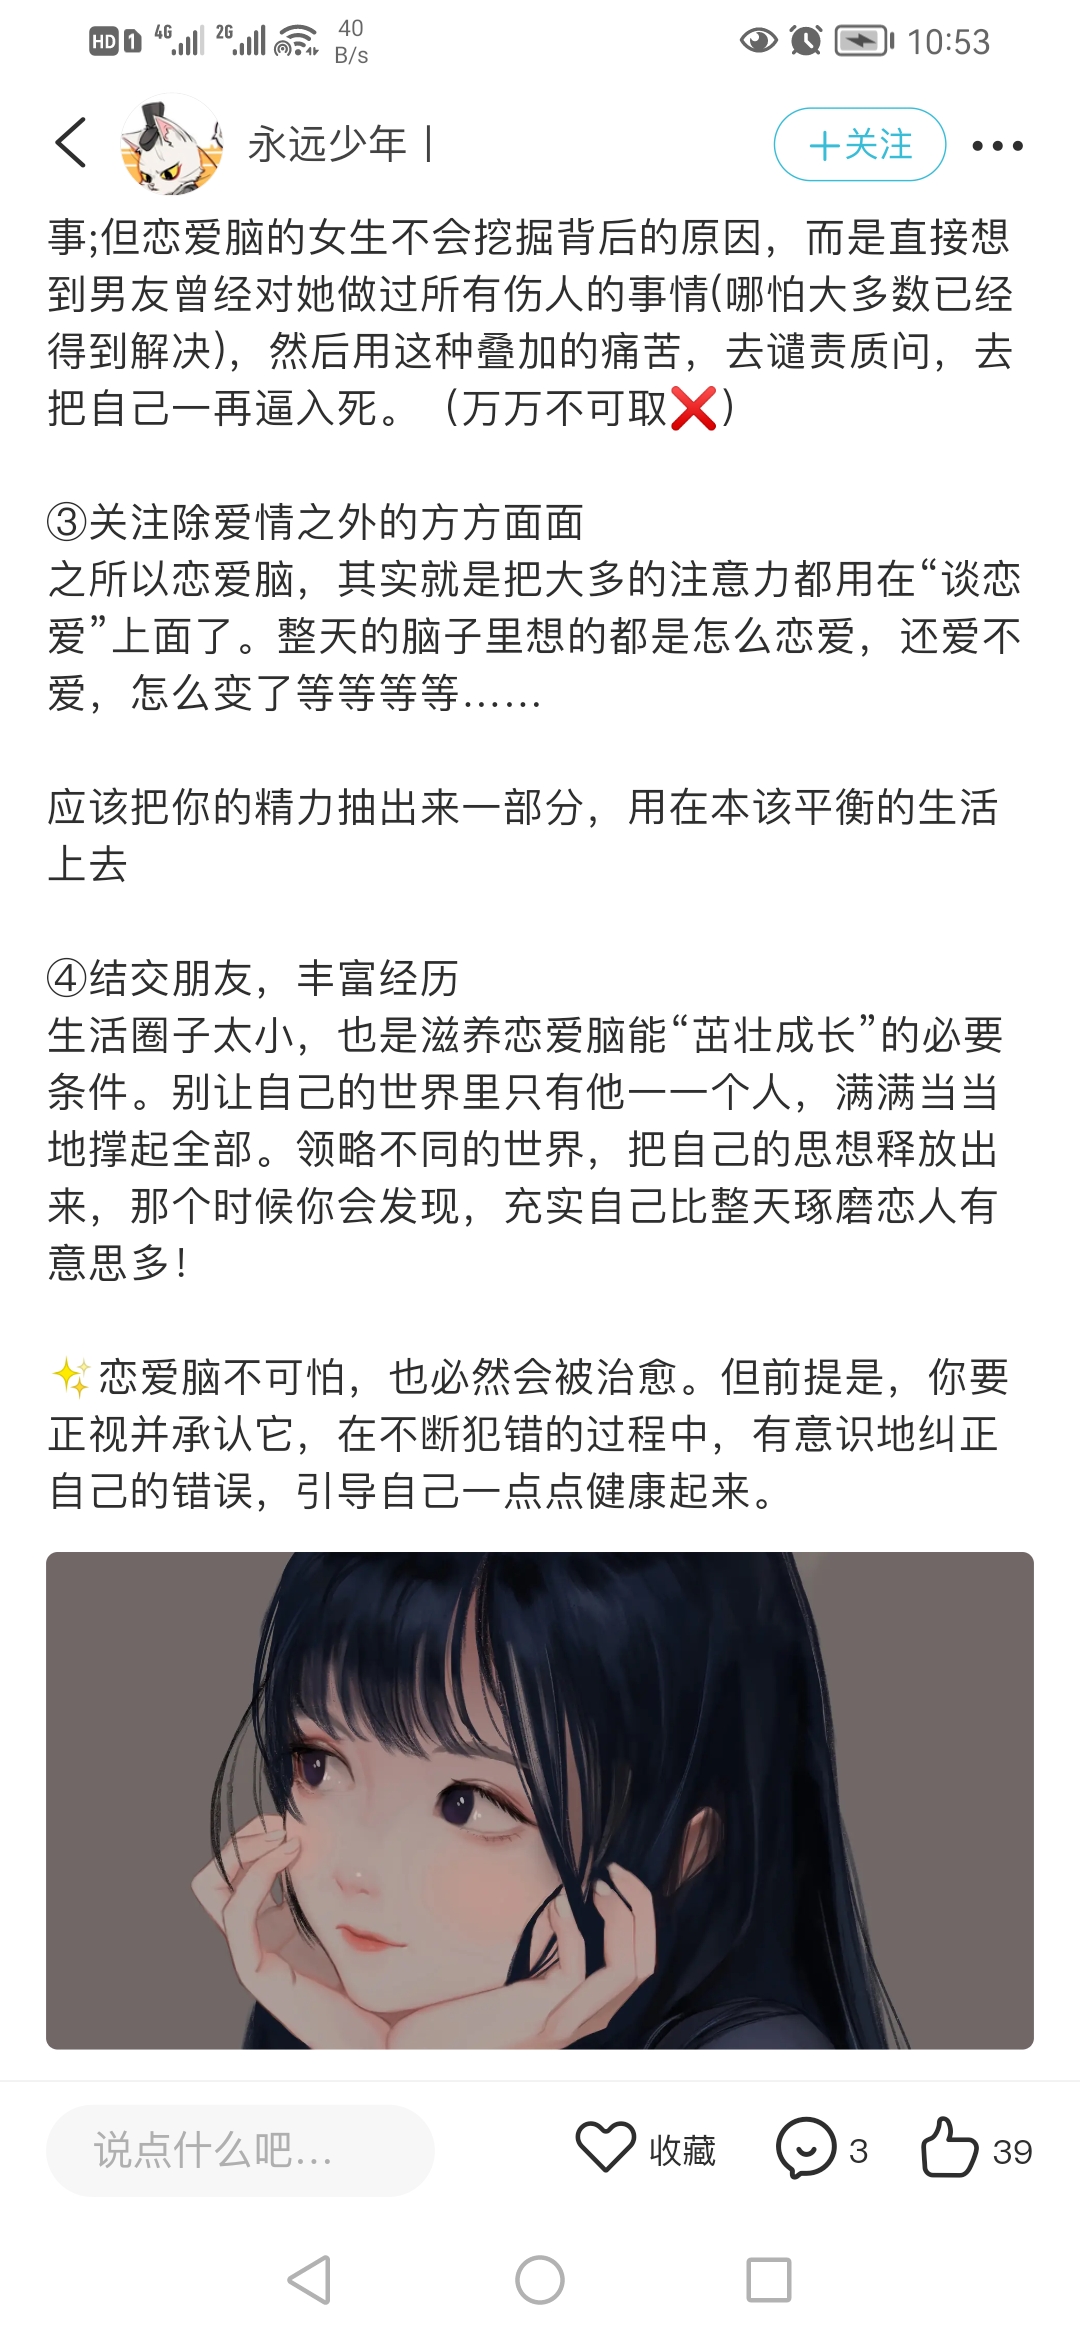 HD 1 4G 2G 40 B/s 10:53
永远少年丨 +关注
事;但恋爱脑的女生不会挖掘背后的原因，而是直接想
到男友曾经对她做过所有伤人的事情(哪怕大多数已经
得到解决)，然后用这种叠加的痛苦，去谴责质问，去
把自己一再逼入死。（万万不可取❌）
③关注除爱情之外的方方面面
之所以恋爱脑，其实就是把大多的注意力都用在“谈恋
爱”上面了。整天的脑子里想的都是怎么恋爱，还爱不
爱，怎么变了等等等等……
应该把你的精力抽出来一部分，用在本该平衡的生活
上去
④结交朋友，丰富经历
生活圈子太小，也是滋养恋爱脑能“茁壮成长”的必要
条件。别让自己的世界里只有他一一个人，满满当当
地撑起全部。领略不同的世界，把自己的思想释放出
来，那个时候你会发现，充实自己比整天琢磨恋人有
意思多！
✨恋爱脑不可怕，也必然会被治愈。但前提是，你要
正视并承认它，在不断犯错的过程中，有意识地纠正
自己的错误，引导自己一点点健康起来。
说点什么吧... 收藏 3 39